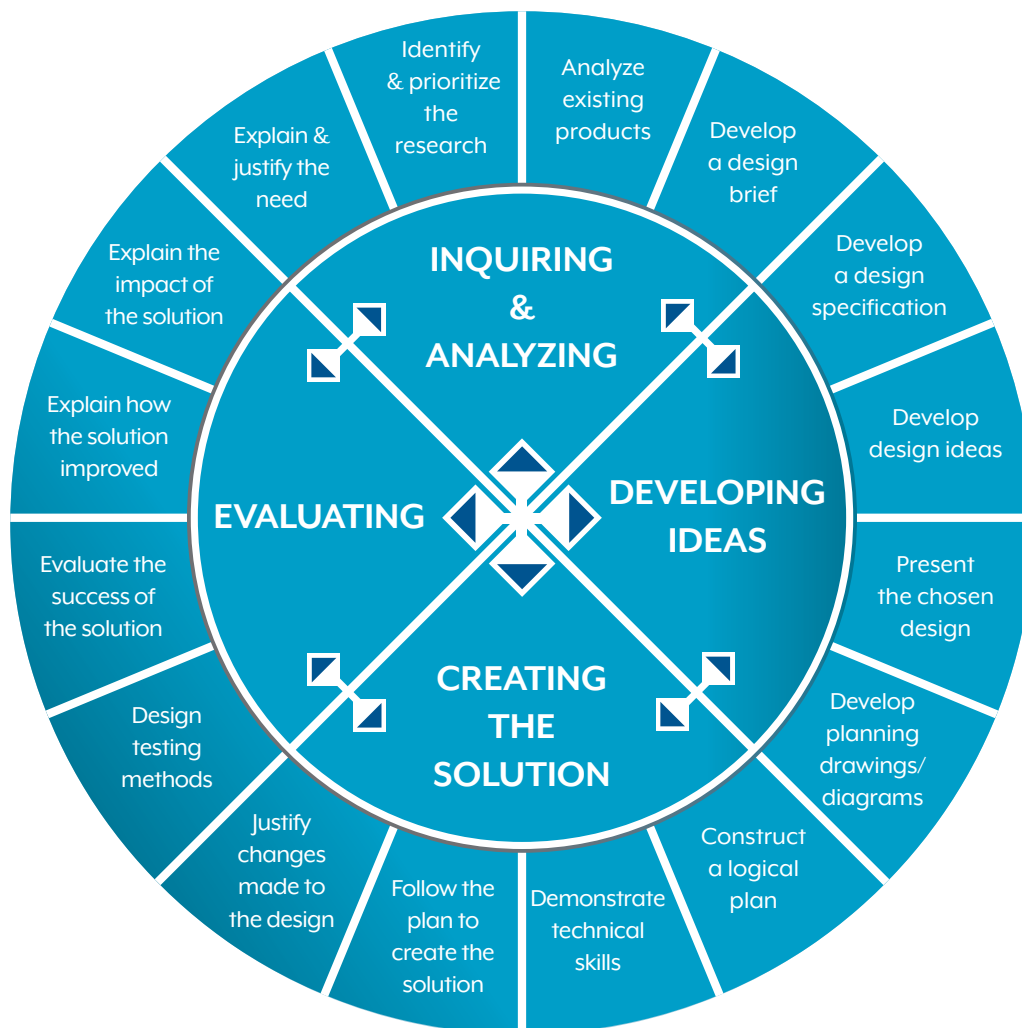 INQUIRING
&
ANALYZING
DEVELOPING
IDEAS
CREATING
THE
SOLUTION
EVALUATING
Explain &
justify the
need
Identify
& prioritize
the
research
Analyze
existing
products
Develop
a design
brief
Develop
a design
specification
Develop
design ideas
Present
the chosen
design
Develop
planning
drawings/
diagrams
Construct
a logical
plan
Demonstrate
technical
skills
Follow the
plan to
create the
solution
Justify
changes
made to
the design
Design
testing
methods
Evaluate the
success of
the solution
Explain how
the solution
improved
Explain the
impact of
the solution